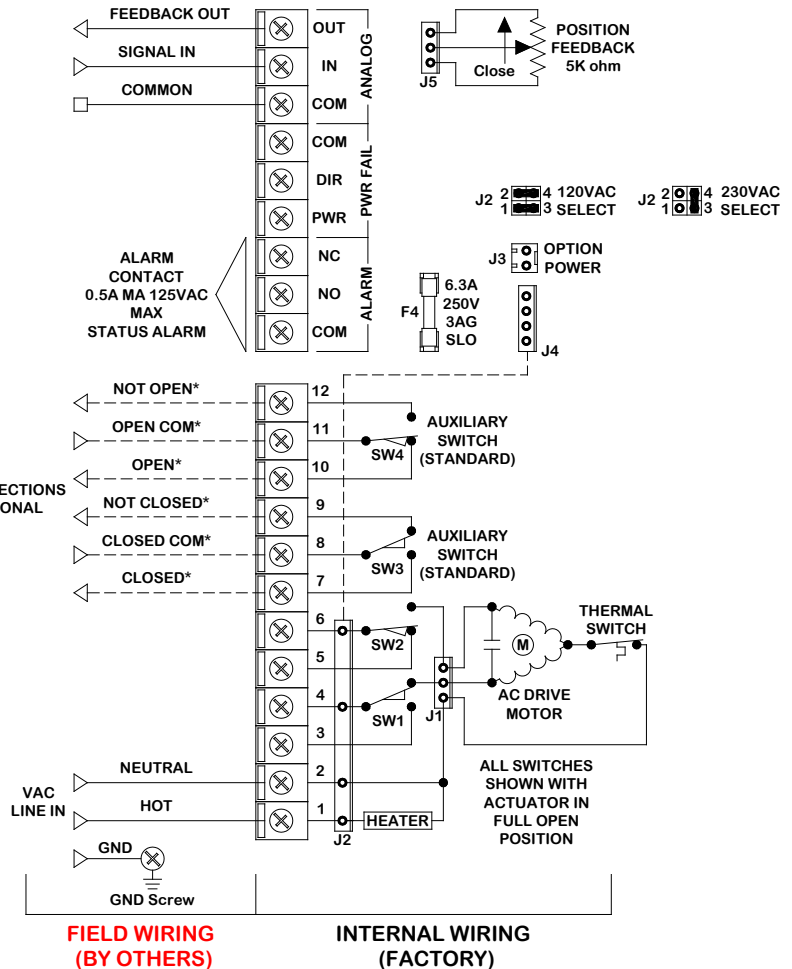 FEEDBACK OUT
SIGNAL IN
COMMON
OUT
IN
COM
ANALOG
COM
DIR
PWR
PWR FAIL
NC
NO
COM
ALARM
ALARM
CONTACT
0.5A MA 125VAC
MAX
STATUS ALARM
J5
Close
POSITION
FEEDBACK
5K ohm
J2 2 4 120VAC
1 3 SELECT
J2 2 4 230VAC
1 3 SELECT
J3 OPTION
POWER
F4
6.3A
250V
3AG
SLO
J4
NOT OPEN* 12
OPEN COM* 11
OPEN* 10
SW4
AUXILIARY
SWITCH
(STANDARD)
ECTIONS
ONAL
NOT CLOSED* 9
CLOSED COM* 8
CLOSED* 7
SW3
AUXILIARY
SWITCH
(STANDARD)
6
SW2
5
4
SW1
3
J1
M
AC DRIVE
MOTOR
THERMAL
SWITCH
VAC
LINE IN
NEUTRAL 2
HOT 1
HEATER
J2
ALL SWITCHES
SHOWN WITH
ACTUATOR IN
FULL OPEN
POSITION
GND
GND Screw
FIELD WIRING
(BY OTHERS)
INTERNAL WIRING
(FACTORY)